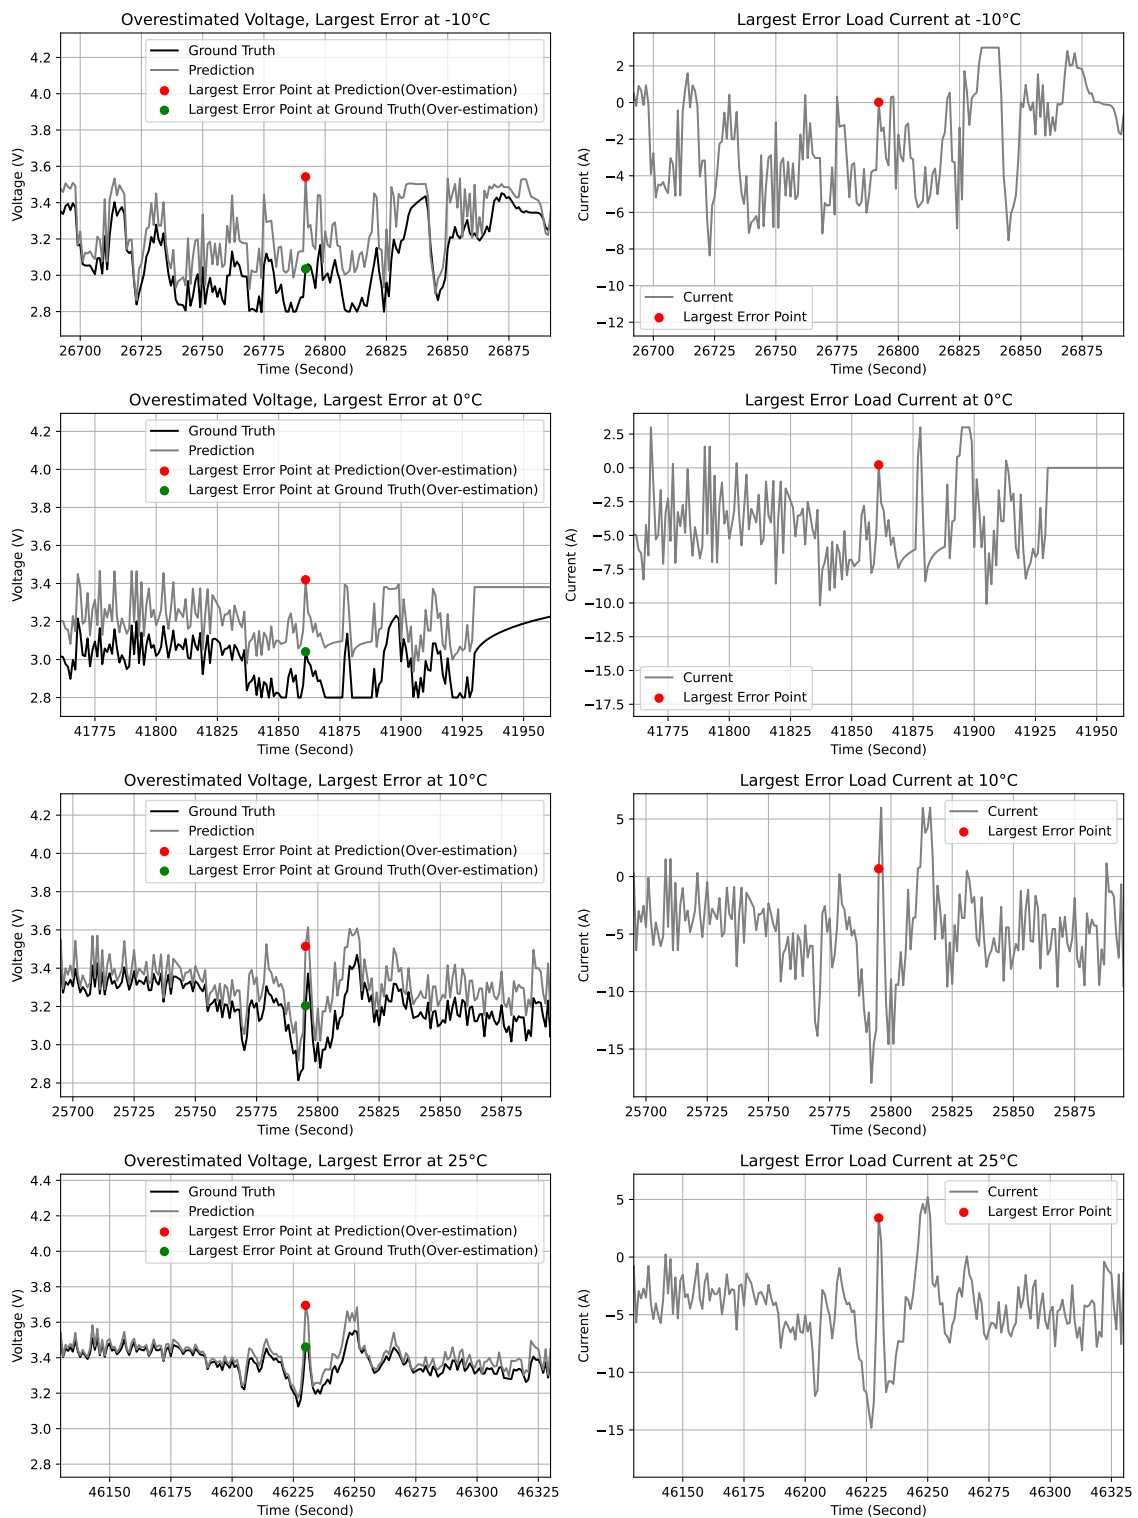 Overestimated Voltage, Largest Error at -10°C
4.2
4.0
3.8
3.6
3.4
3.2
3.0
2.8
Voltage (V)
Ground Truth
Prediction
Largest Error Point at Prediction(Over-estimation)
Largest Error Point at Ground Truth(Over-estimation)
26700 26725 26750 26775 26800 26825 26850 26875
Time (Second)
Largest Error Load Current at -10°C
2
0
−2
−4
−6
−8
−10
−12
Current (A)
Current
Largest Error Point
26700 26725 26750 26775 26800 26825 26850 26875
Time (Second)
Overestimated Voltage, Largest Error at 0°C
4.2
4.0
3.8
3.6
3.4
3.2
3.0
2.8
Voltage (V)
Ground Truth
Prediction
Largest Error Point at Prediction(Over-estimation)
Largest Error Point at Ground Truth(Over-estimation)
41775 41800 41825 41850 41875 41900 41925 41950
Time (Second)
Largest Error Load Current at 0°C
2.5
0.0
−2.5
−5.0
−7.5
−10.0
−12.5
−15.0
−17.5
Current (A)
Current
Largest Error Point
41775 41800 41825 41850 41875 41900 41925 41950
Time (Second)
Overestimated Voltage, Largest Error at 10°C
4.2
4.0
3.8
3.6
3.4
3.2
3.0
2.8
Voltage (V)
Ground Truth
Prediction
Largest Error Point at Prediction(Over-estimation)
Largest Error Point at Ground Truth(Over-estimation)
25700 25725 25750 25775 25800 25825 25850 25875
Time (Second)
Largest Error Load Current at 10°C
5
0
−5
−10
−15
Current (A)
Current
Largest Error Point
25700 25725 25750 25775 25800 25825 25850 25875
Time (Second)
Overestimated Voltage, Largest Error at 25°C
4.4
4.2
4.0
3.8
3.6
3.4
3.2
3.0
2.8
Voltage (V)
Ground Truth
Prediction
Largest Error Point at Prediction(Over-estimation)
Largest Error Point at Ground Truth(Over-estimation)
46150 46175 46200 46225 46250 46275 46300 46325
Time (Second)
Largest Error Load Current at 25°C
5
0
−5
−10
−15
Current (A)
Current
Largest Error Point
46150 46175 46200 46225 46250 46275 46300 46325
Time (Second)